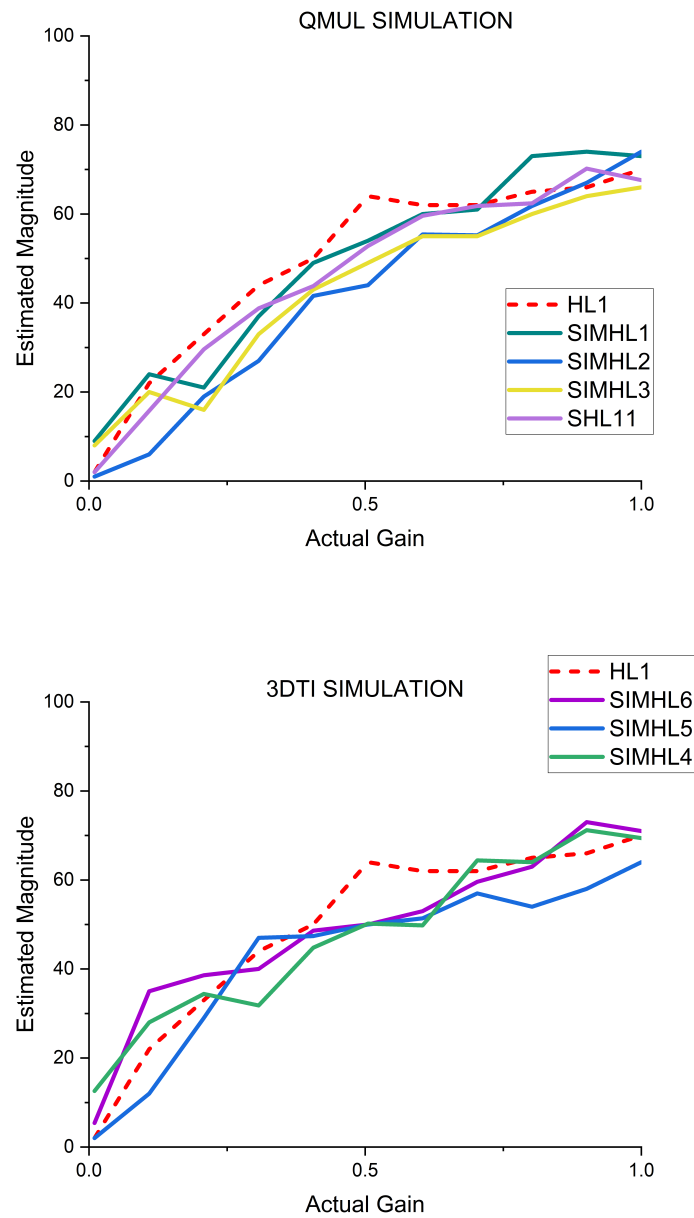 QMUL SIMULATION
100
80
60
40
20
0
Estimated Magnitude
HL1
SIMHL1
SIMHL2
SIMHL3
SHL11
0.0
0.5
1.0
Actual Gain
HL1
SIMHL6
SIMHL5
SIMHL4
3DTI SIMULATION
100
80
60
40
20
0
Estimated Magnitude
0.0
0.5
1.0
Actual Gain